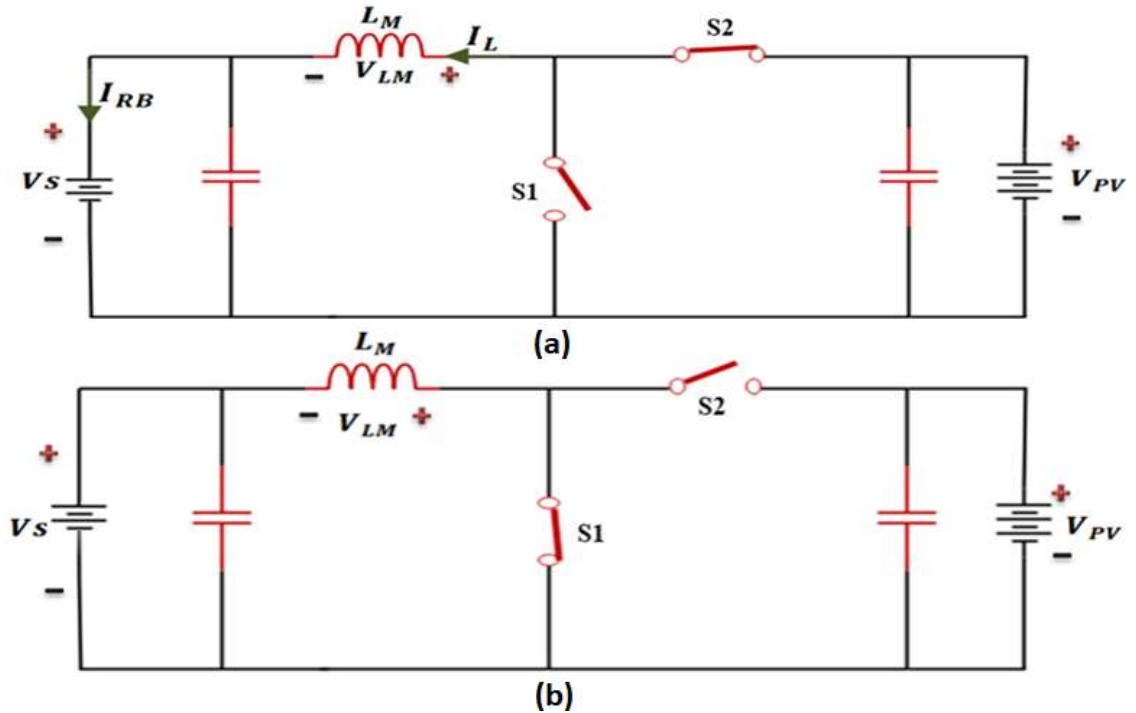 L_M
S2
I_L
V_LM
I_RB
+
-
+
+
VS
S1
V_PV
-
-
(a)
L_M
S2
V_LM
-
+
+
+
VS
S1
V_PV
-
-
(b)